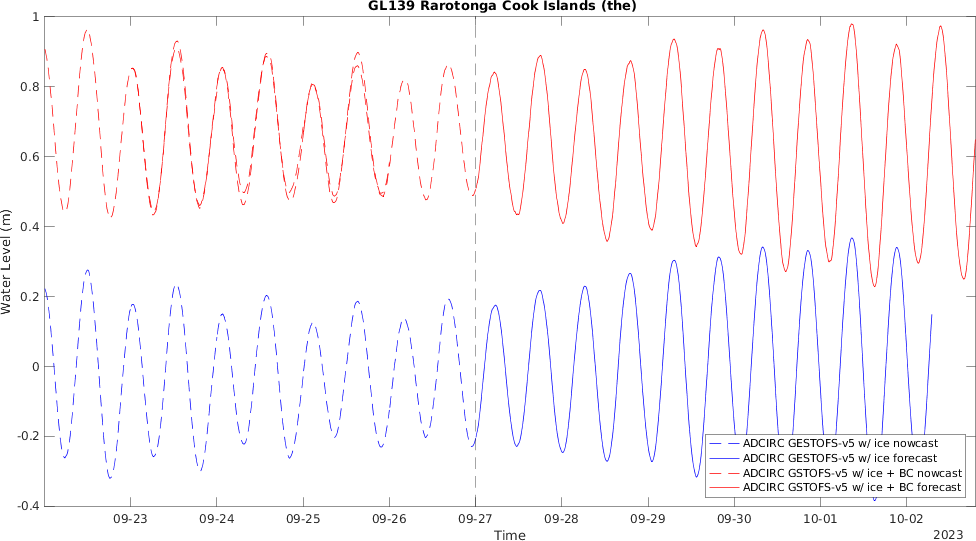 GL139 Rarotonga Cook Islands (the)
1
0.8
0.6
0.4
0.2
0
-0.2
-0.4
Water Level (m)
ADCIRC GESTOFS-v5 w/ ice nowcast
ADCIRC GESTOFS-v5 w/ ice forecast
ADCIRC GSTOFS-v5 w/ ice + BC nowcast
ADCIRC GSTOFS-v5 w/ ice + BC forecast
09-23 09-24 09-25 09-26 09-27 09-28 09-29 09-30 10-01 10-02
Time
2023